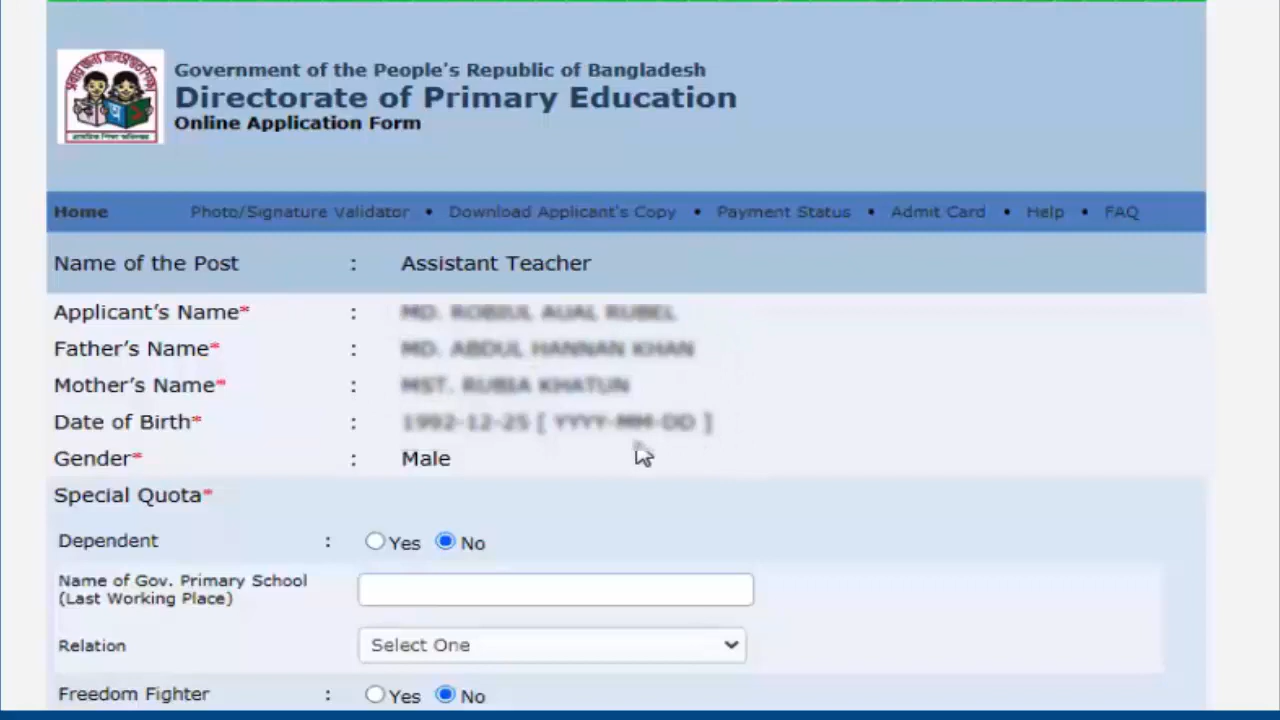 Government of the People's Republic of Bangladesh
Directorate of Primary Education
Online Application Form
Home Photo/Signature Validator • Download Applicant's Copy • Payment Status • Admit Card • Help • FAQ
Name of the Post : Assistant Teacher
Applicant's Name* :
Father's Name* :
Mother's Name* :
Date of Birth* :
Gender* : Male
Special Quota*
Dependent : Yes No
Name of Gov. Primary School
(Last Working Place)
Relation Select One
Freedom Fighter : Yes No